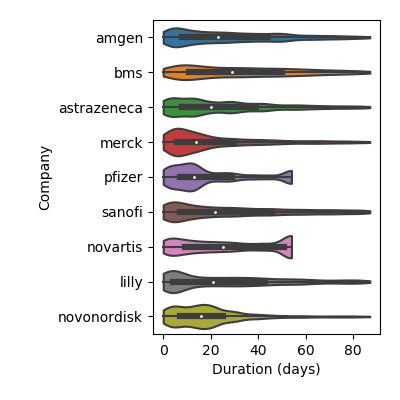 amgen
bms
astrazeneca
merck
pfizer
sanofi
novartis
lilly
novonordisk
Company
0 20 40 60 80
Duration (days)